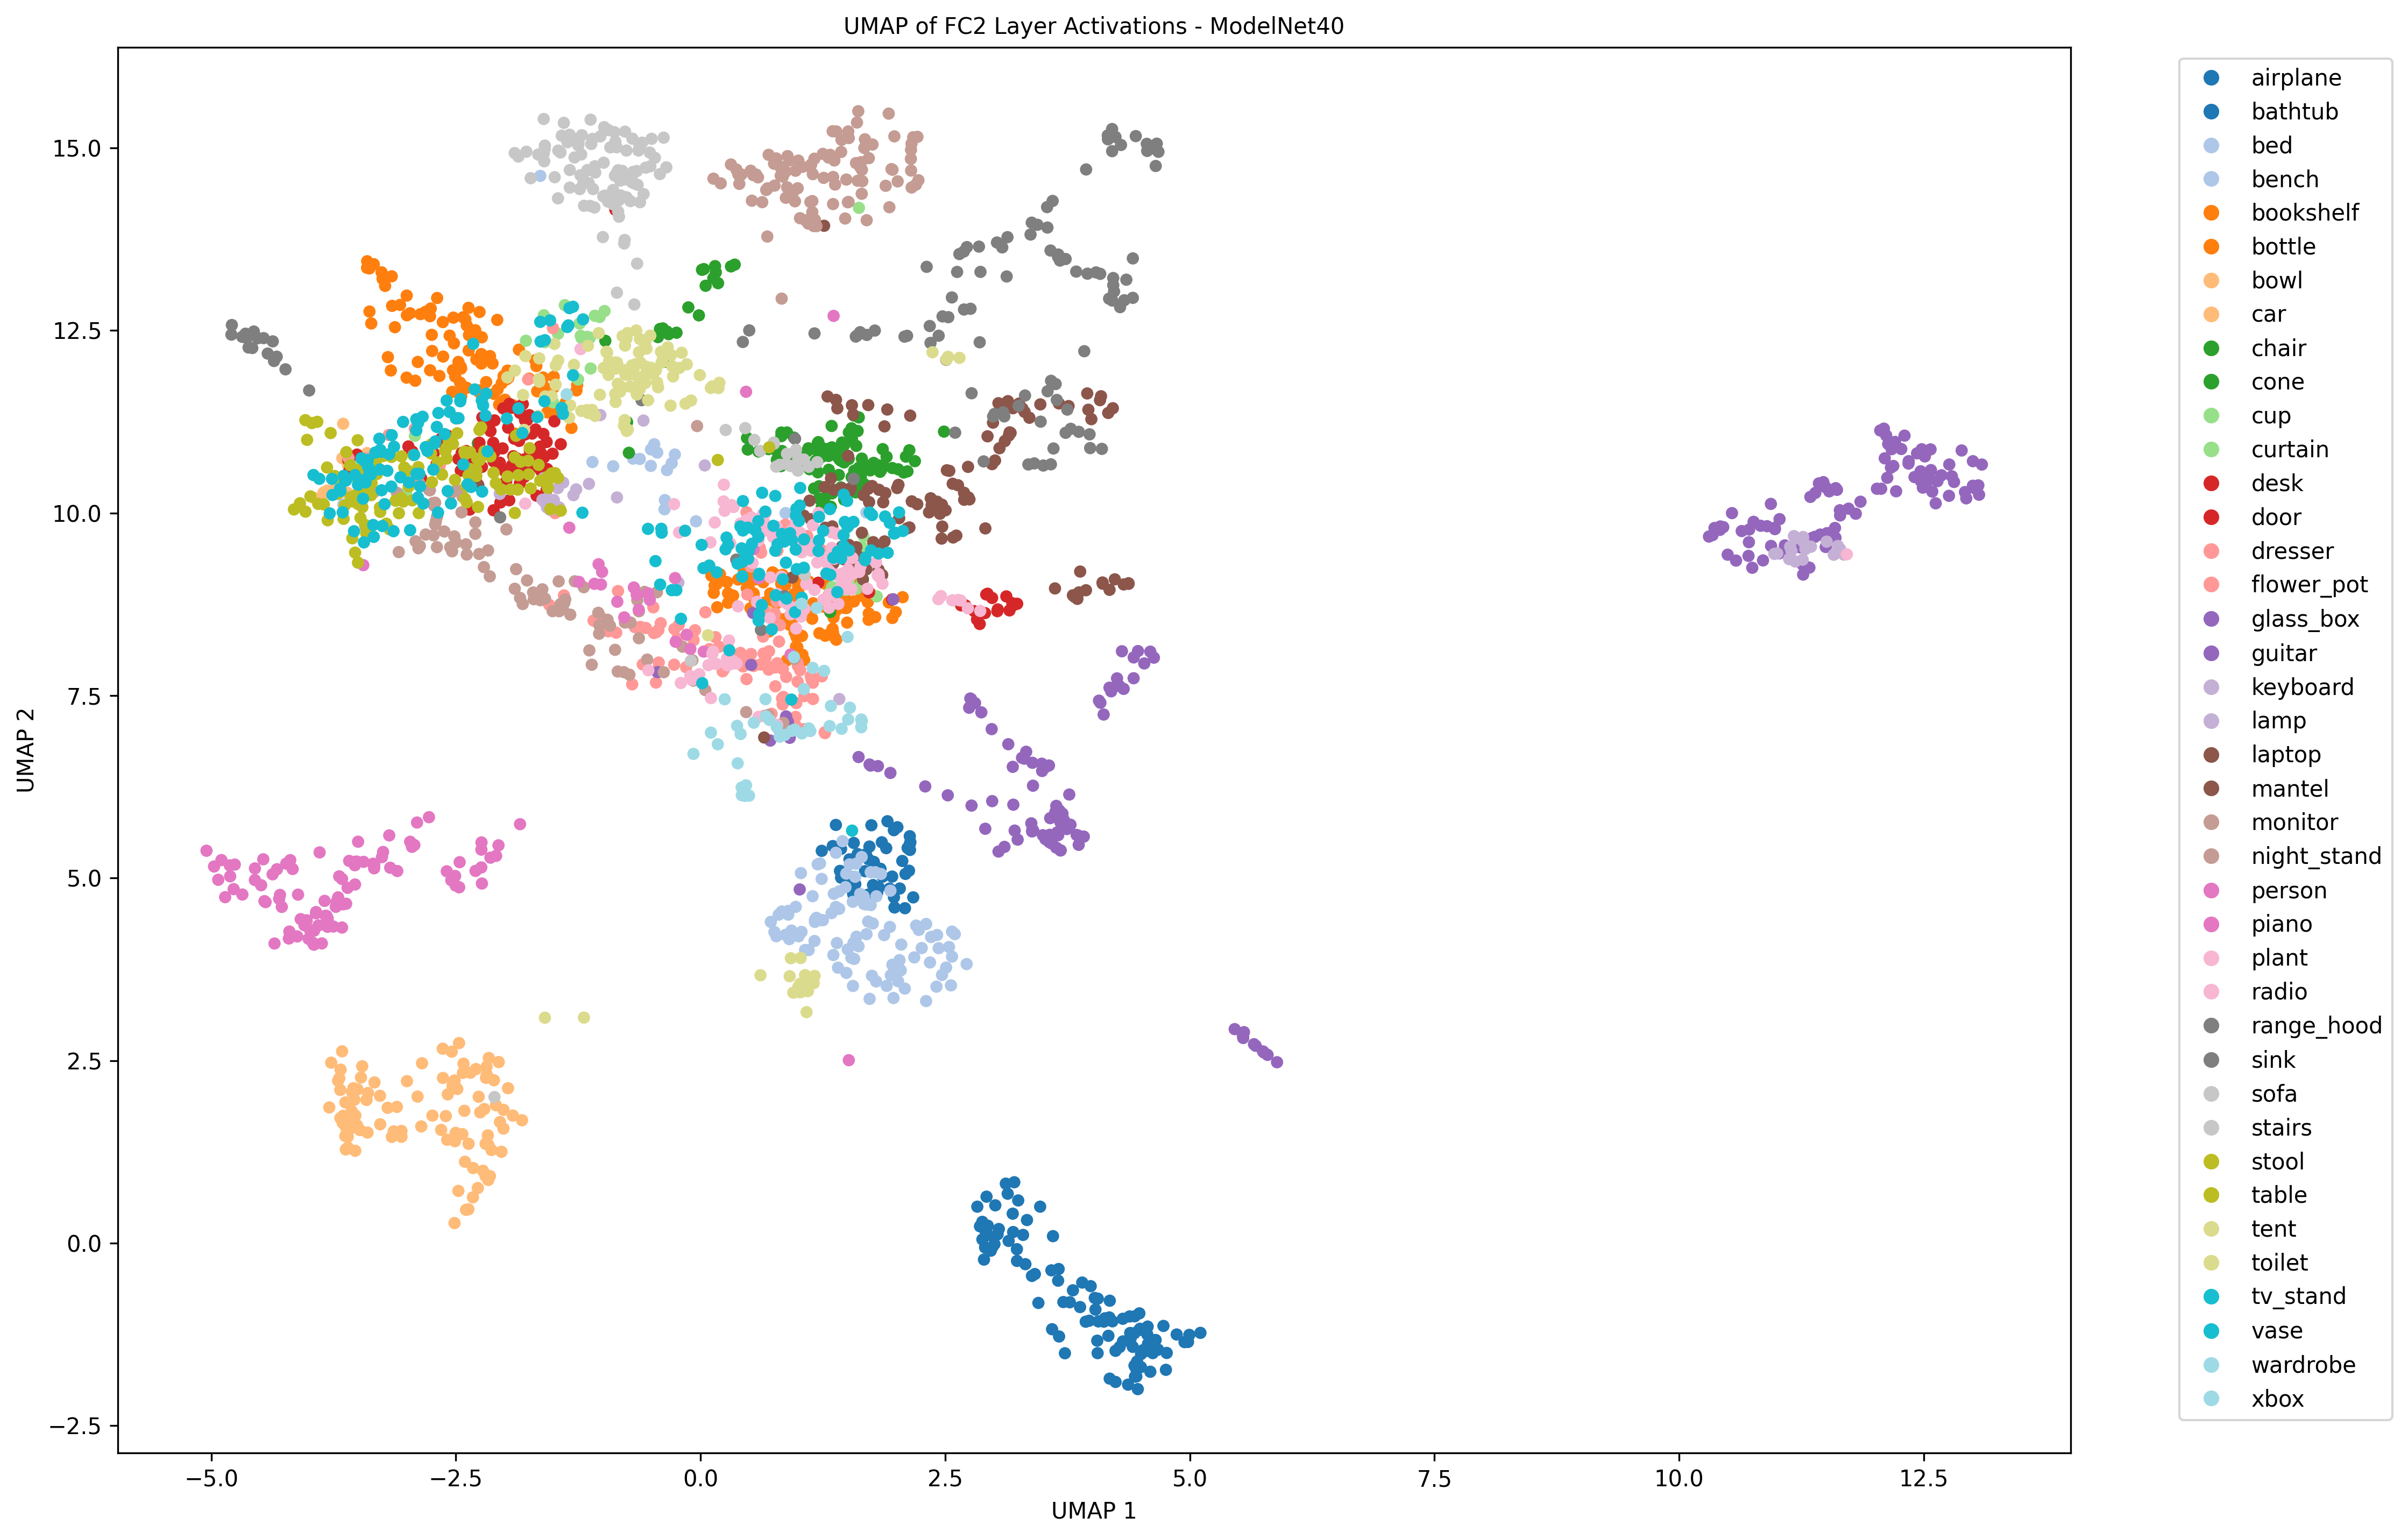 UMAP of FC2 Layer Activations - ModelNet40
15.0
12.5
10.0
7.5
5.0
2.5
0.0
−2.5
UMAP 2
−5.0
−2.5
0.0
2.5
5.0
7.5
10.0
12.5
UMAP 1
airplane
bathtub
bed
bench
bookshelf
bottle
bowl
car
chair
cone
cup
curtain
desk
door
dresser
flower_pot
glass_box
guitar
keyboard
lamp
laptop
mantel
monitor
night_stand
person
piano
plant
radio
range_hood
sink
sofa
stairs
stool
table
tent
toilet
tv_stand
vase
wardrobe
xbox